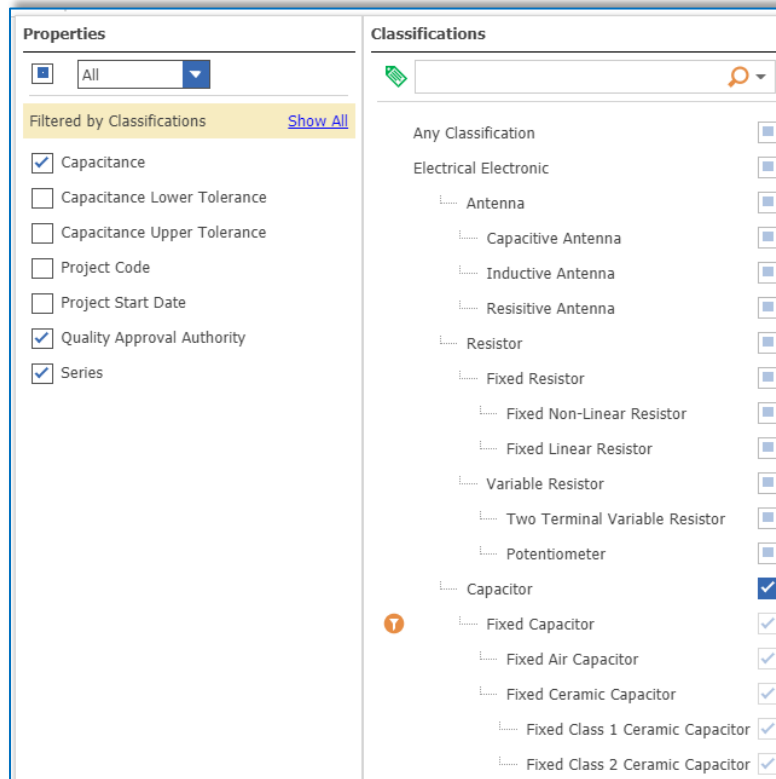 Properties
All
Filtered by Classifications Show All
Capacitance
Capacitance Lower Tolerance
Capacitance Upper Tolerance
Project Code
Project Start Date
Quality Approval Authority
Series
Classifications
Any Classification
Electrical Electronic
Antenna
Capacitive Antenna
Inductive Antenna
Resisitive Antenna
Resistor
Fixed Resistor
Fixed Non-Linear Resistor
Fixed Linear Resistor
Variable Resistor
Two Terminal Variable Resistor
Potentiometer
Capacitor
Fixed Capacitor
Fixed Air Capacitor
Fixed Ceramic Capacitor
Fixed Class 1 Ceramic Capacitor
Fixed Class 2 Ceramic Capacitor